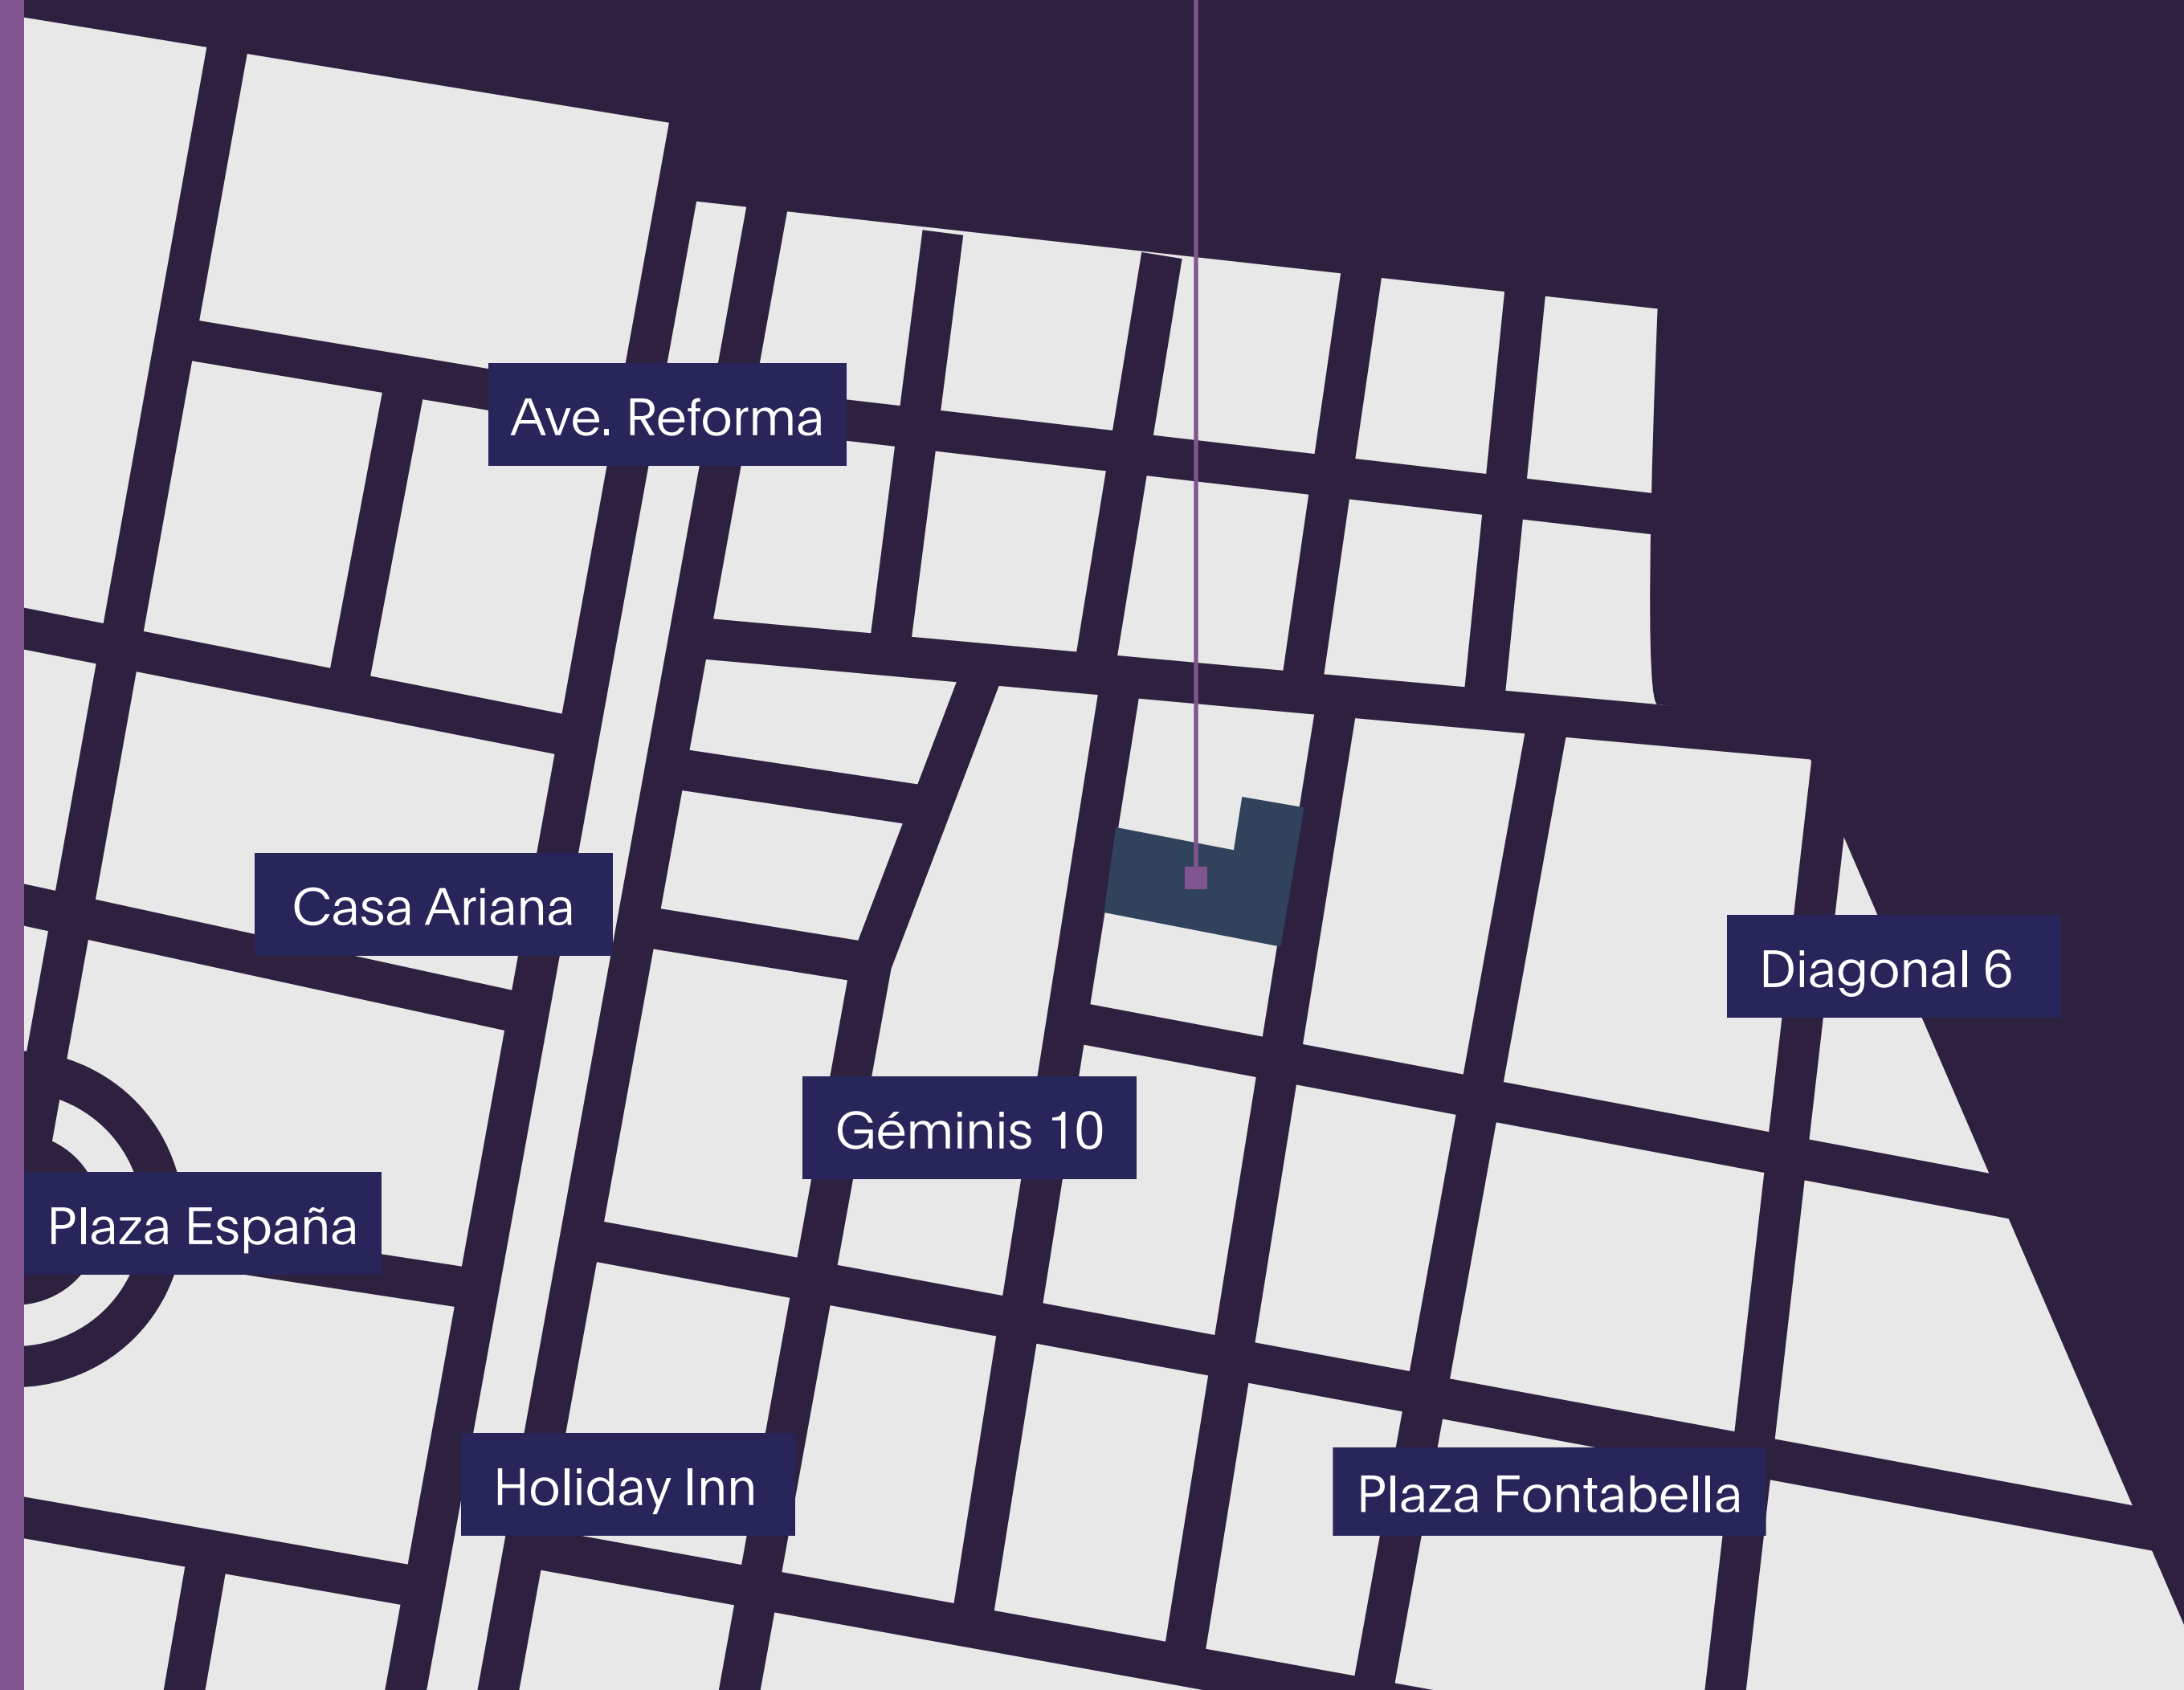 Ave. Reforma
Casa Ariana
Diagonal 6
Géminis 10
Plaza España
Holiday Inn
Plaza Fontabella